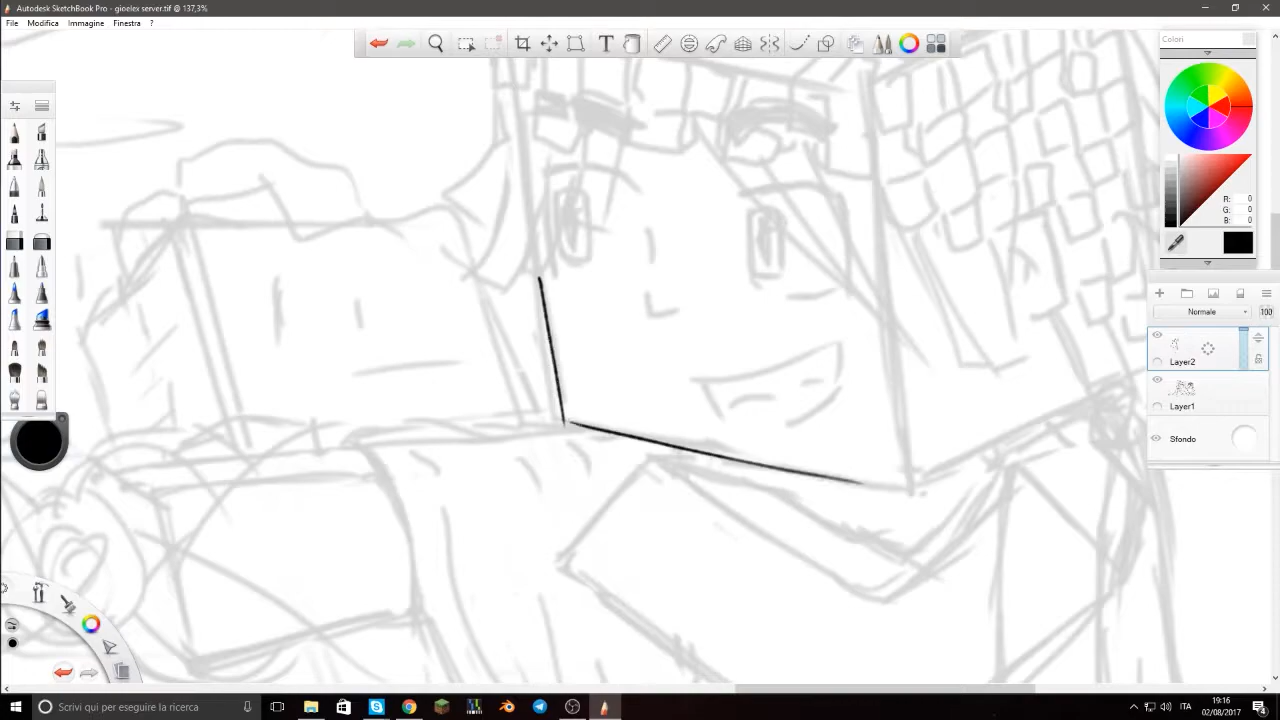 Autodesk SketchBook Pro - gioelex server.tif @ 137,3%
File Modifica Immagine Finestra ?
T
Colori
R: 0
G: 0
B: 0
Normale 100
Layer2
Layer1
Sfondo
Scrivi qui per eseguire la ricerca
ITA
19:16
02/08/2017